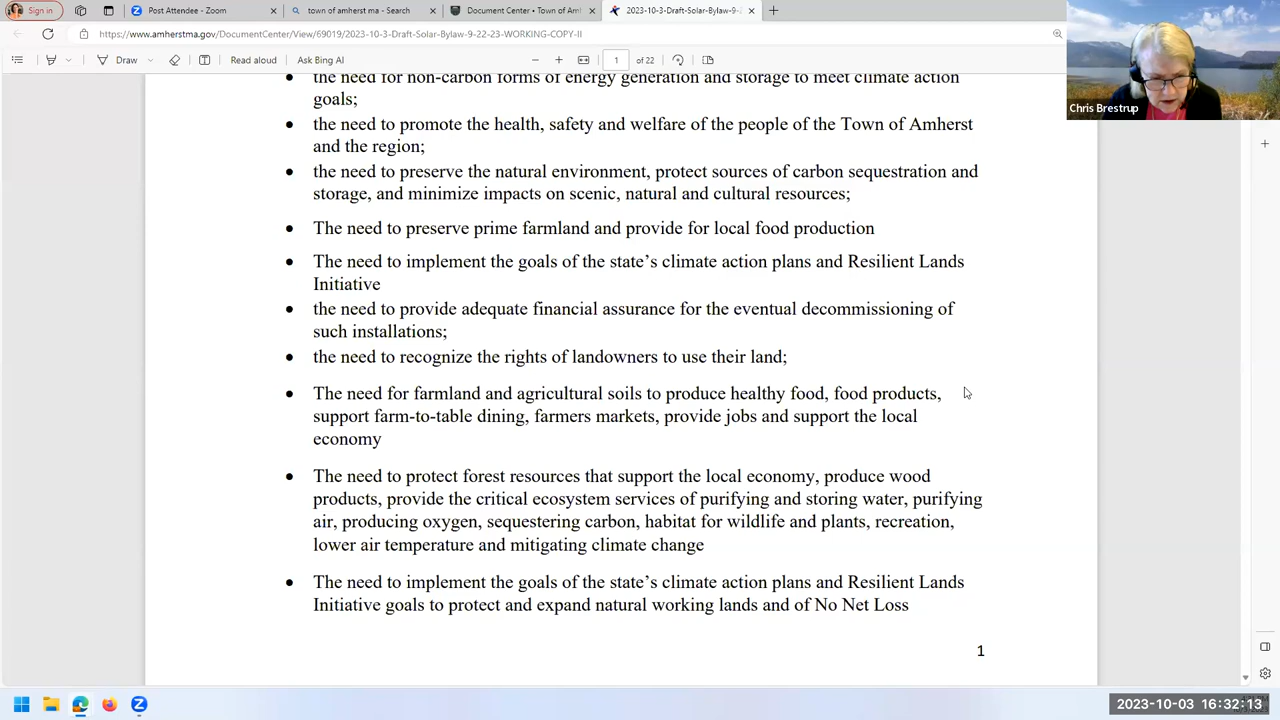 Sign in
Post Attendee - Zoom
town of amherst ma - Search
Document Center • Town of Am
2023-10-3-Draft-Solar-Bylaw-9-2
https://www.amherstma.gov/DocumentCenter/View/69019/2023-10-3-Draft-Solar-Bylaw-9-22-23-WORKING-COPY-II
Draw
Read aloud
Ask Bing AI
1
of 22
Chris Brestrup
the need for non-carbon forms of energy generation and storage to meet climate action
goals;
• the need to promote the health, safety and welfare of the people of the Town of Amherst
and the region;
• the need to preserve the natural environment, protect sources of carbon sequestration and
storage, and minimize impacts on scenic, natural and cultural resources;
• The need to preserve prime farmland and provide for local food production
• The need to implement the goals of the state's climate action plans and Resilient Lands
Initiative
• the need to provide adequate financial assurance for the eventual decommissioning of
such installations;
• the need to recognize the rights of landowners to use their land;
• The need for farmland and agricultural soils to produce healthy food, food products,
support farm-to-table dining, farmers markets, provide jobs and support the local
economy
• The need to protect forest resources that support the local economy, produce wood
products, provide the critical ecosystem services of purifying and storing water, purifying
air, producing oxygen, sequestering carbon, habitat for wildlife and plants, recreation,
lower air temperature and mitigating climate change
• The need to implement the goals of the state's climate action plans and Resilient Lands
Initiative goals to protect and expand natural working lands and of No Net Loss
1
2023-10-03 16:32:13